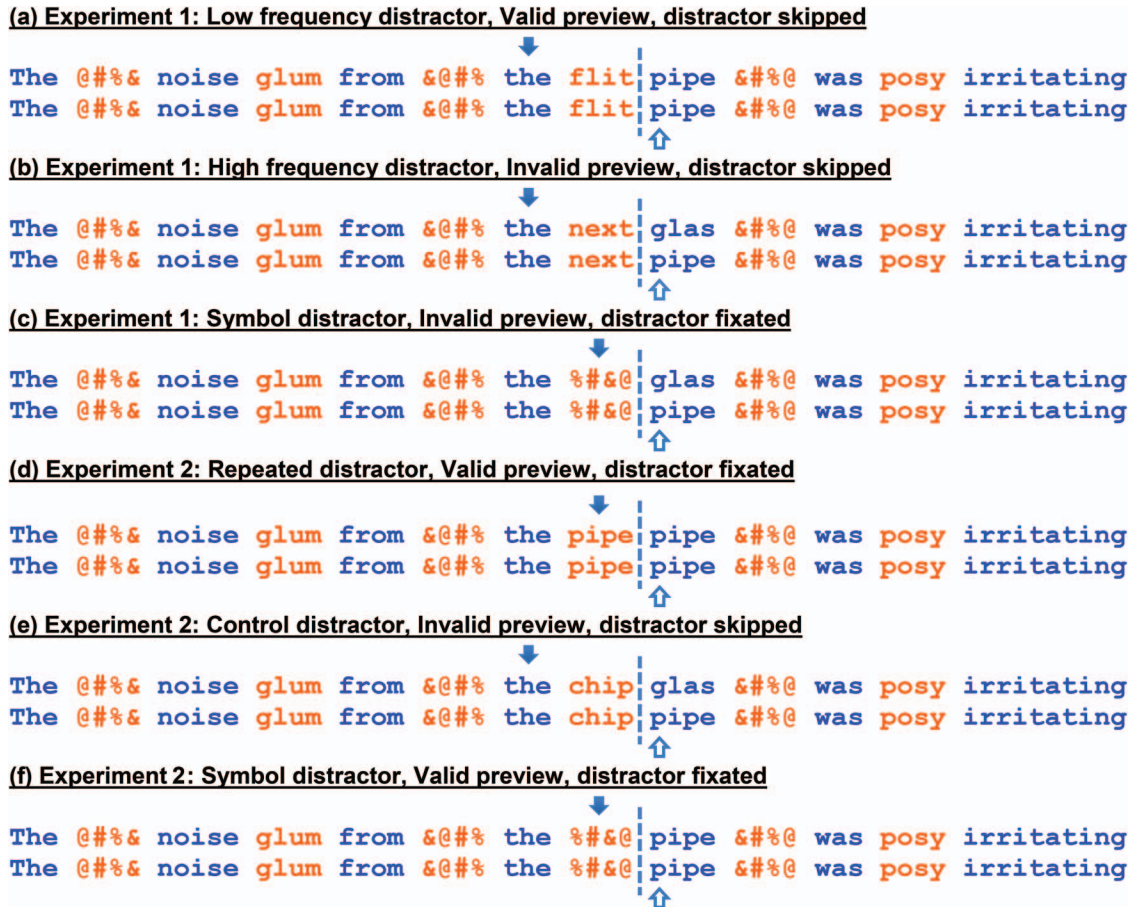 (a) Experiment 1: Low frequency distractor, Valid preview, distractor skipped
The @#%& noise glum from &@#% the flit pipe &#%@ was posy irritating
The @#%& noise glum from &@#% the flit pipe &#%@ was posy irritating
(b) Experiment 1: High frequency distractor, Invalid preview, distractor skipped
The @#%& noise glum from &@#% the next glas &#%@ was posy irritating
The @#%& noise glum from &@#% the next pipe &#%@ was posy irritating
(c) Experiment 1: Symbol distractor, Invalid preview, distractor fixated
The @#%& noise glum from &@#% the %#&@ glas &#%@ was posy irritating
The @#%& noise glum from &@#% the %#&@ pipe &#%@ was posy irritating
(d) Experiment 2: Repeated distractor, Valid preview, distractor fixated
The @#%& noise glum from &@#% the pipe pipe &#%@ was posy irritating
The @#%& noise glum from &@#% the pipe pipe &#%@ was posy irritating
(e) Experiment 2: Control distractor, Invalid preview, distractor skipped
The @#%& noise glum from &@#% the chip glas &#%@ was posy irritating
The @#%& noise glum from &@#% the chip pipe &#%@ was posy irritating
(f) Experiment 2: Symbol distractor, Valid preview, distractor fixated
The @#%& noise glum from &@#% the %#&@ pipe &#%@ was posy irritating
The @#%& noise glum from &@#% the %#&@ pipe &#%@ was posy irritating